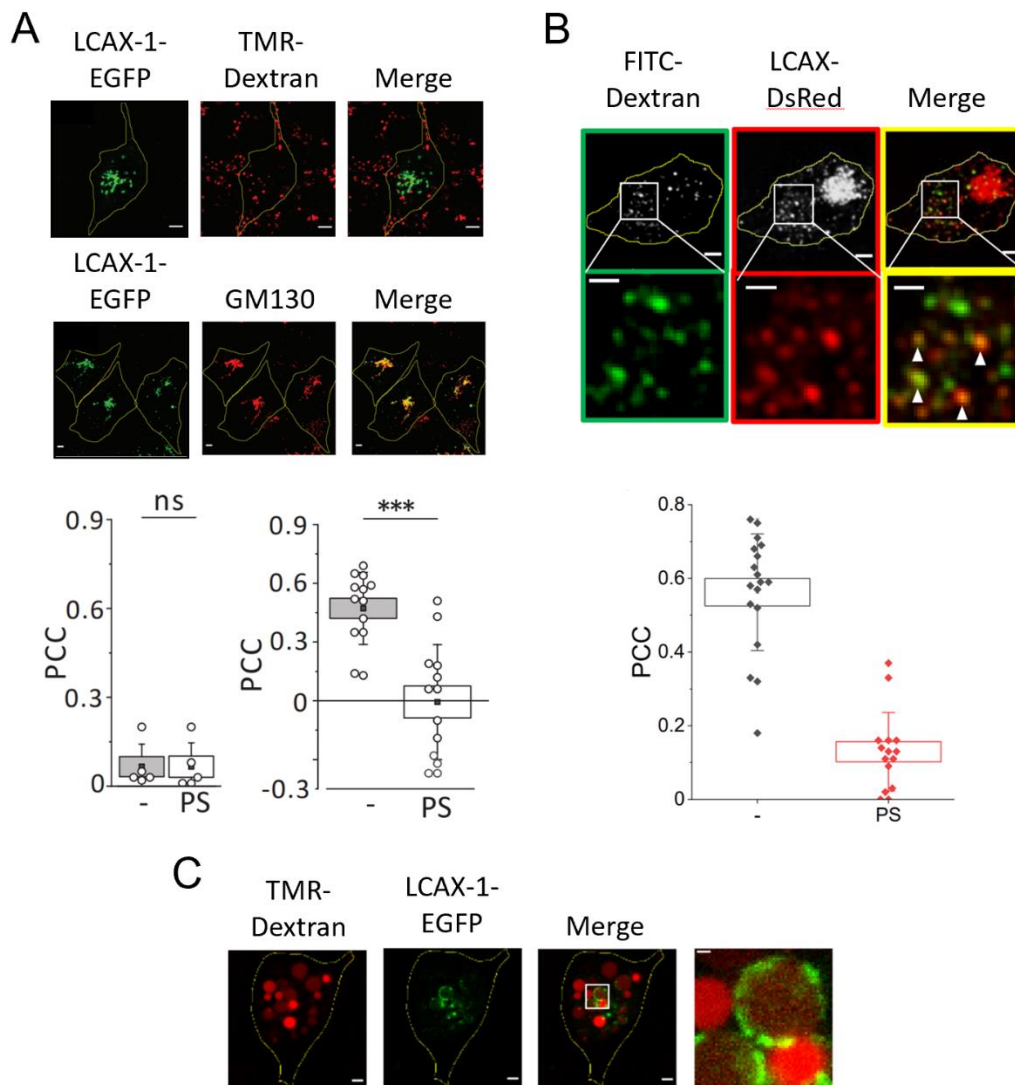 A
LCAX-1-
EGFP
TMR-
Dextran
Merge
LCAX-1-
EGFP
GM130
Merge
ns
0.9
0.6
0.3
0
PCC
- PS
***
0.9
0.6
0.3
0
-0.3
PCC
- PS
B
FITC-
Dextran
LCAX-
DsRed
Merge
0.8
0.6
0.4
0.2
0
PCC
- PS
C
TMR-
Dextran
LCAX-1-
EGFP
Merge